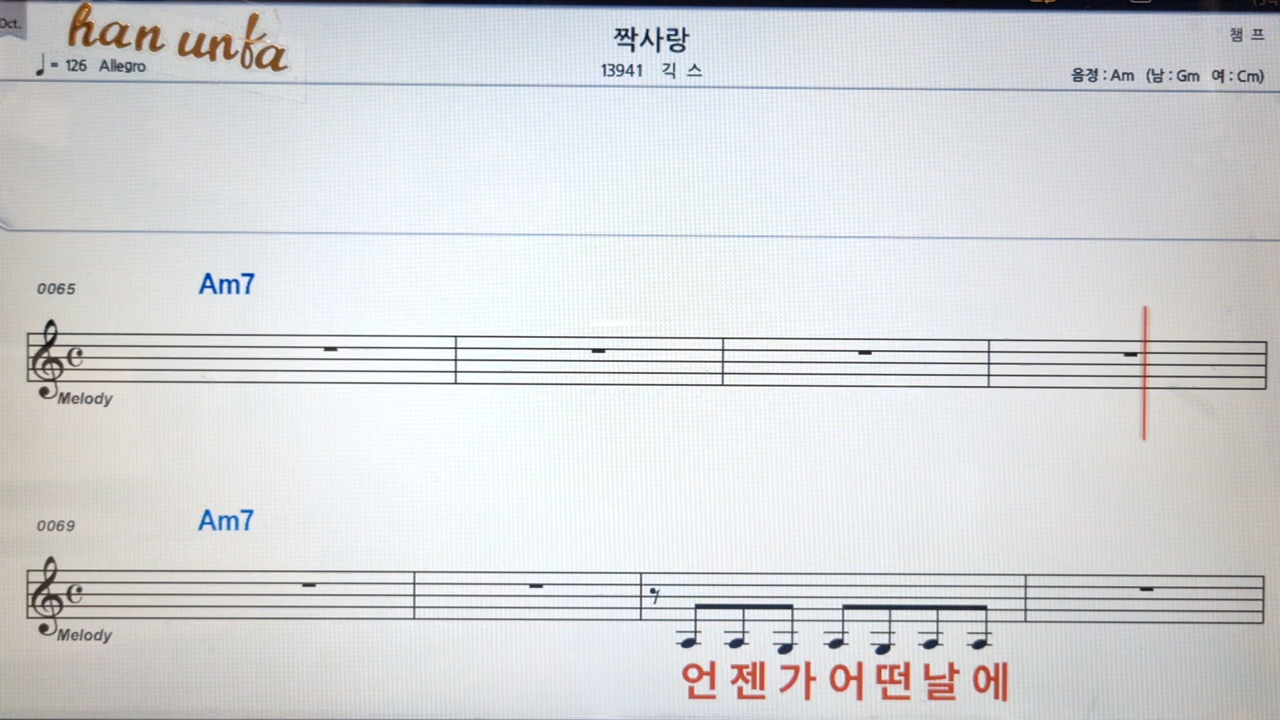 Oct.
han unfa
짝사랑
챔 프
♩= 126 Allegro
13941 긱 스
음정 : Am (남 : Gm 여 : Cm)
0065
Am7
Melody
0069
Am7
Melody
언 젠 가 어 떤 날 에